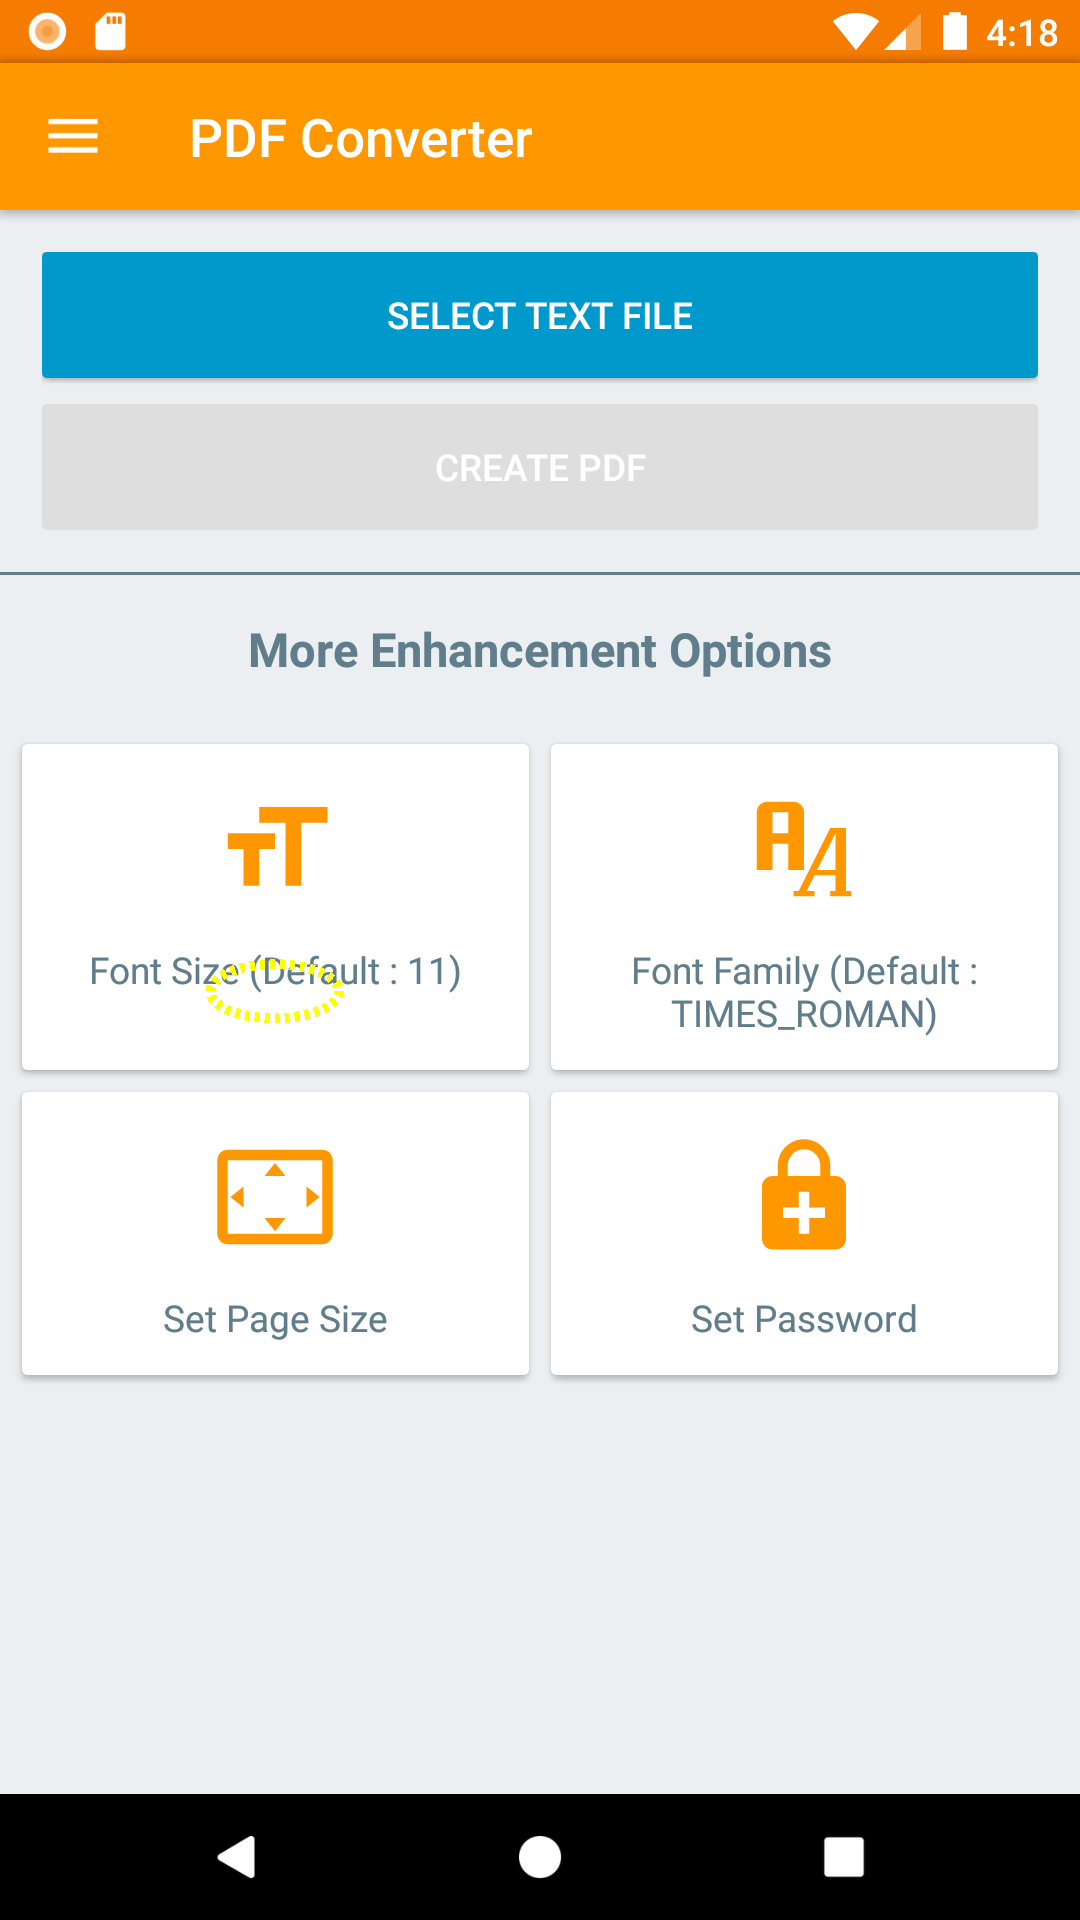 4:18
PDF Converter
SELECT TEXT FILE
CREATE PDF
More Enhancement Options
Font Size (Default : 11)
Font Family (Default :
TIMES_ROMAN)
Set Page Size
Set Password